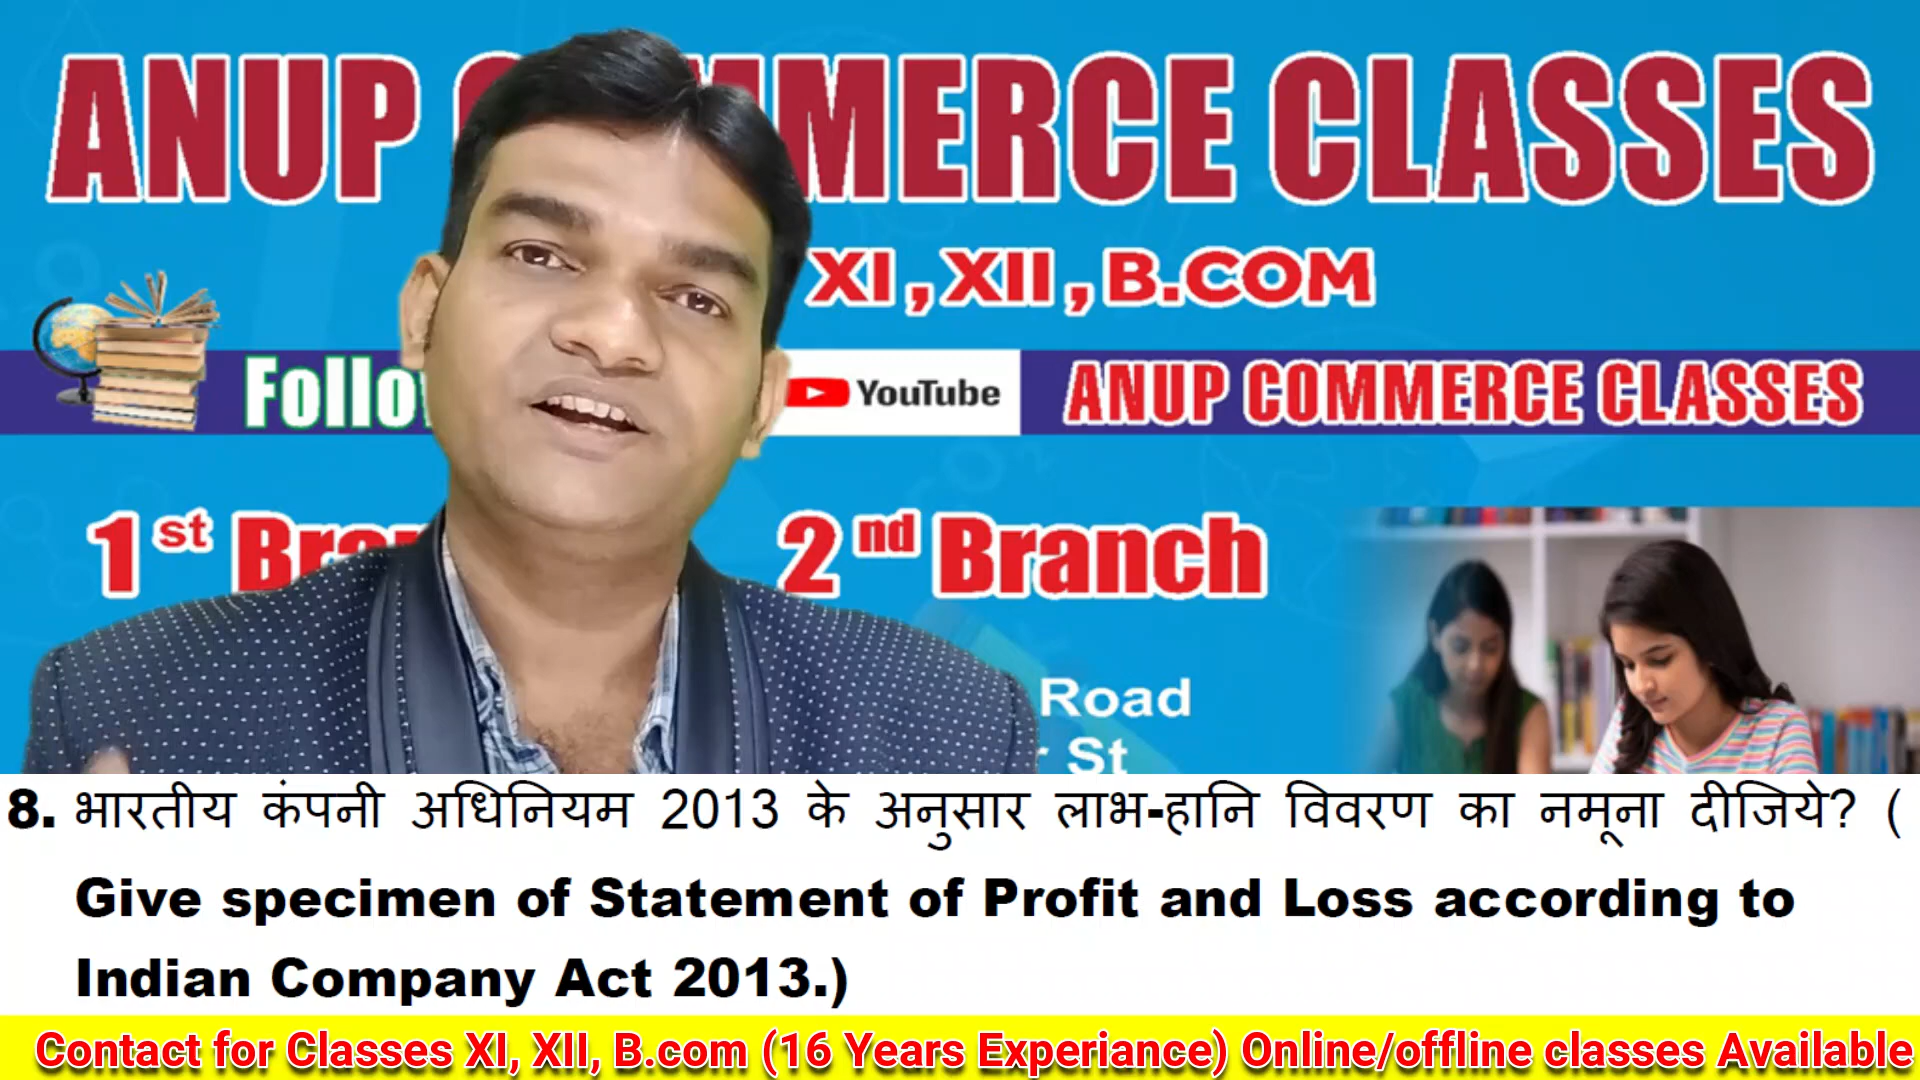 ANUP COMMERCE CLASSES
XI, XII, B.COM
YouTube
ANUP COMMERCE CLASSES
1st
2nd Branch
Road
St
8. भारतीय कंपनी अधिनियम 2013 के अनुसार लाभ-हानि विवरण का नमूना दीजिये? (
Give specimen of Statement of Profit and Loss according to
Indian Company Act 2013.)
Contact for Classes XI, XII, B.com (16 Years Experiance) Online/offline classes Available